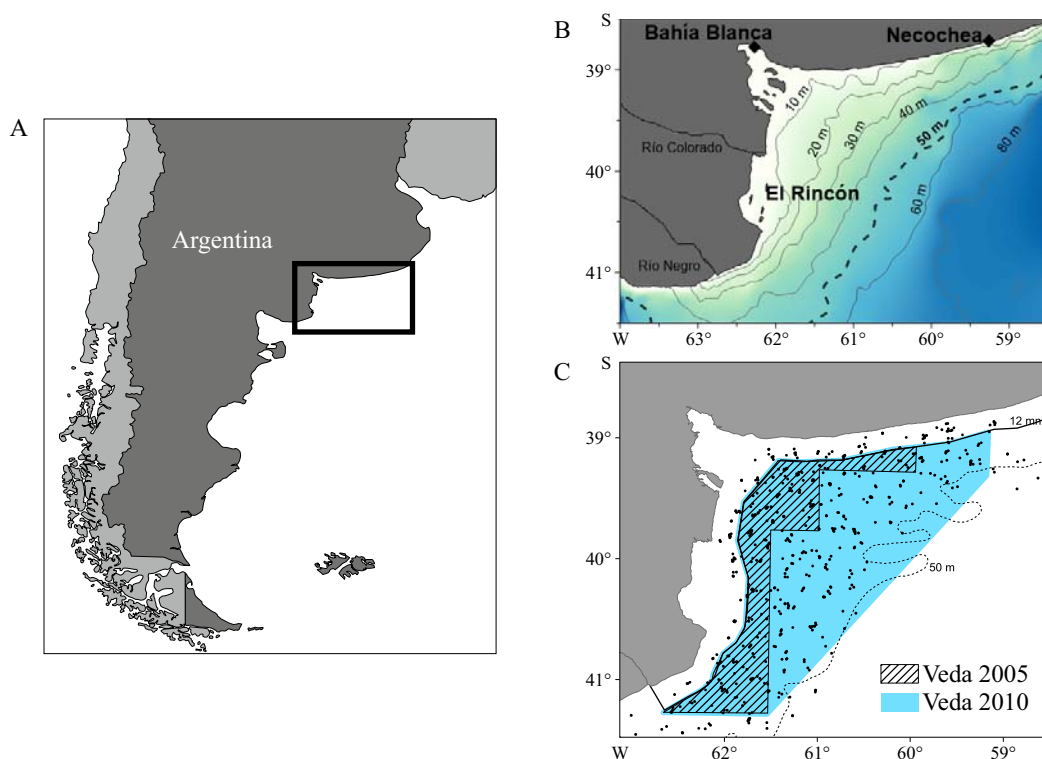 A
Argentina
B
S
Bahía Blanca
Necochea
39°
10 m
20 m
30 m
40 m
50 m
60 m
80 m
Río Colorado
40°
El Rincón
Río Negro
41°
W
63°
62°
61°
60°
59°
C
S
12 mn
39°
40°
50 m
41°
Veda 2005
Veda 2010
W
62°
61°
60°
59°